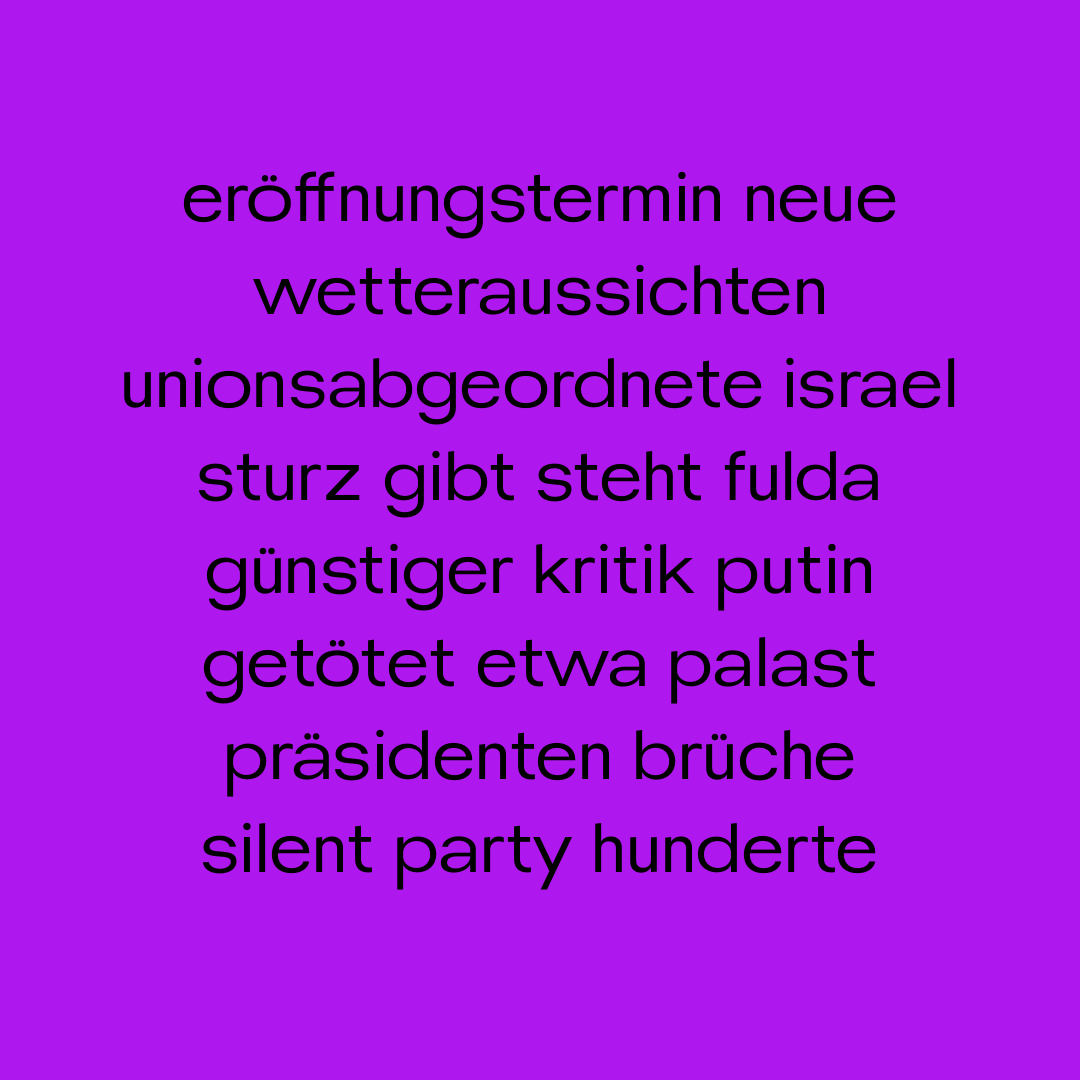 eröffnungstermin neue
wetteraussichten
unionsabgeordnete israel
sturz gibt steht fulda
günstiger kritik putin
getötet etwa palast
präsidenten brüche
silent party hunderte